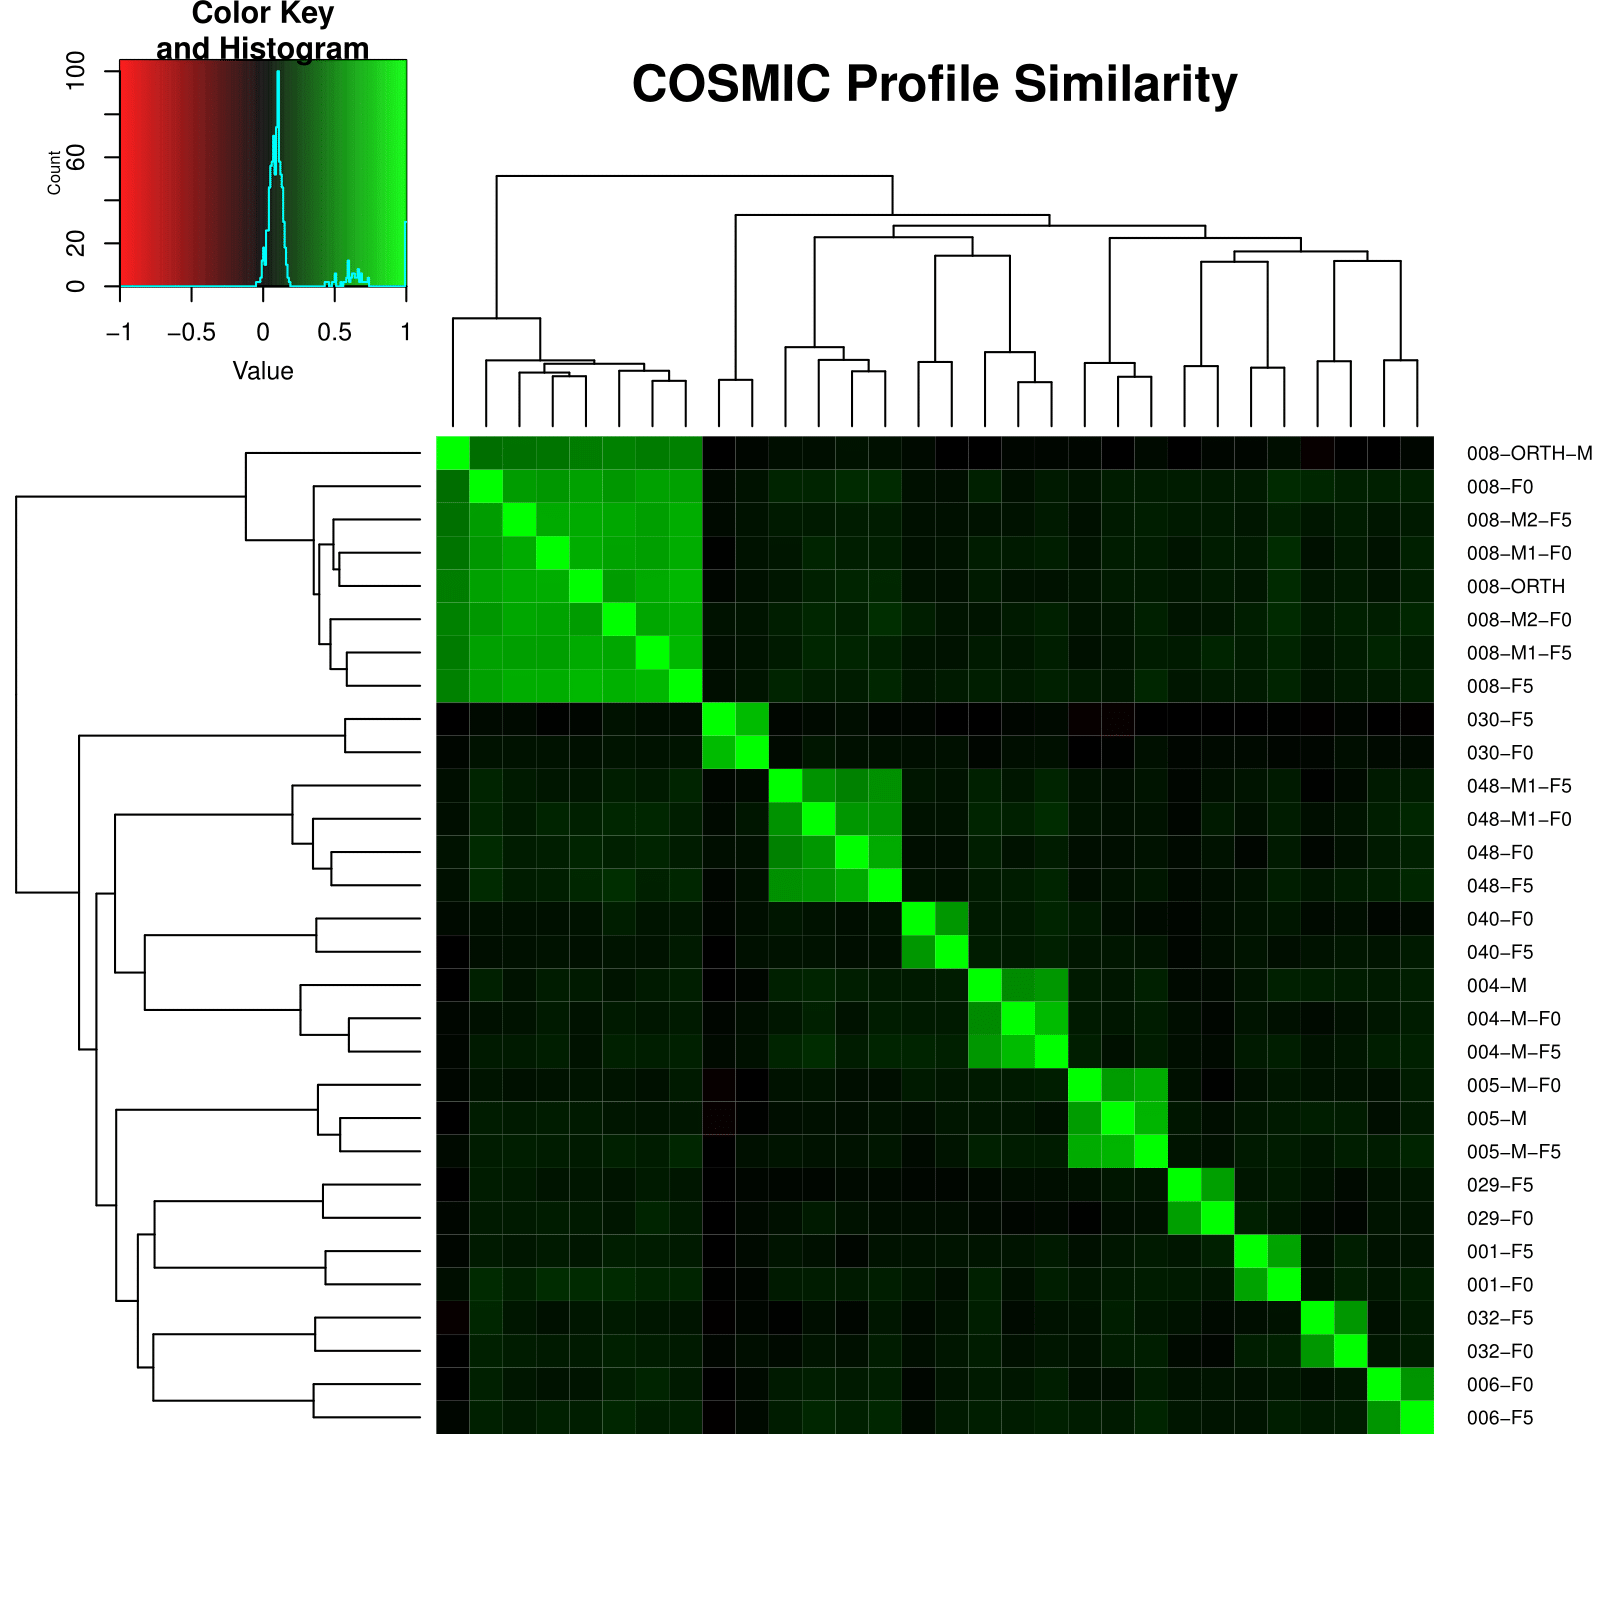 Color Key
and Histogram
COSMIC Profile Similarity
Count
0 20 60 100
−1 −0.5 0 0.5 1
Value
008−ORTH−M
008−F0
008−M2−F5
008−M1−F0
008−ORTH
008−M2−F0
008−M1−F5
008−F5
030−F5
030−F0
048−M1−F5
048−M1−F0
048−F0
048−F5
040−F0
040−F5
004−M
004−M−F0
004−M−F5
005−M−F0
005−M
005−M−F5
029−F5
029−F0
001−F5
001−F0
032−F5
032−F0
006−F0
006−F5